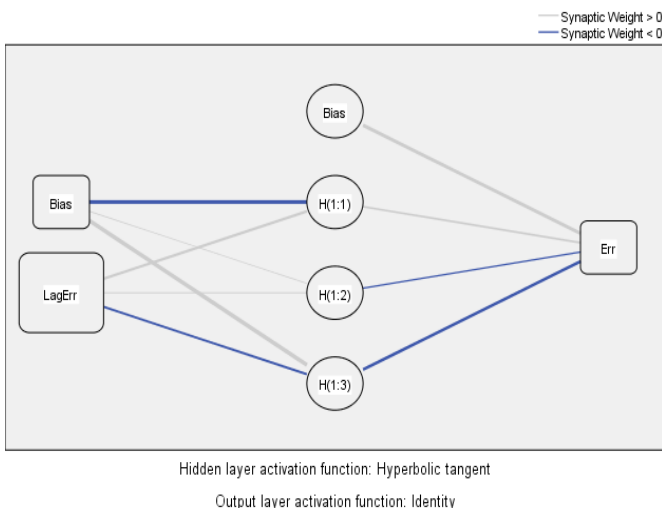 Synaptic Weight > 0
Synaptic Weight < 0
Bias
Bias
H(1:1)
Err
LagErr
H(1:2)
H(1:3)
Hidden layer activation function: Hyperbolic tangent
Output layer activation function: Identity